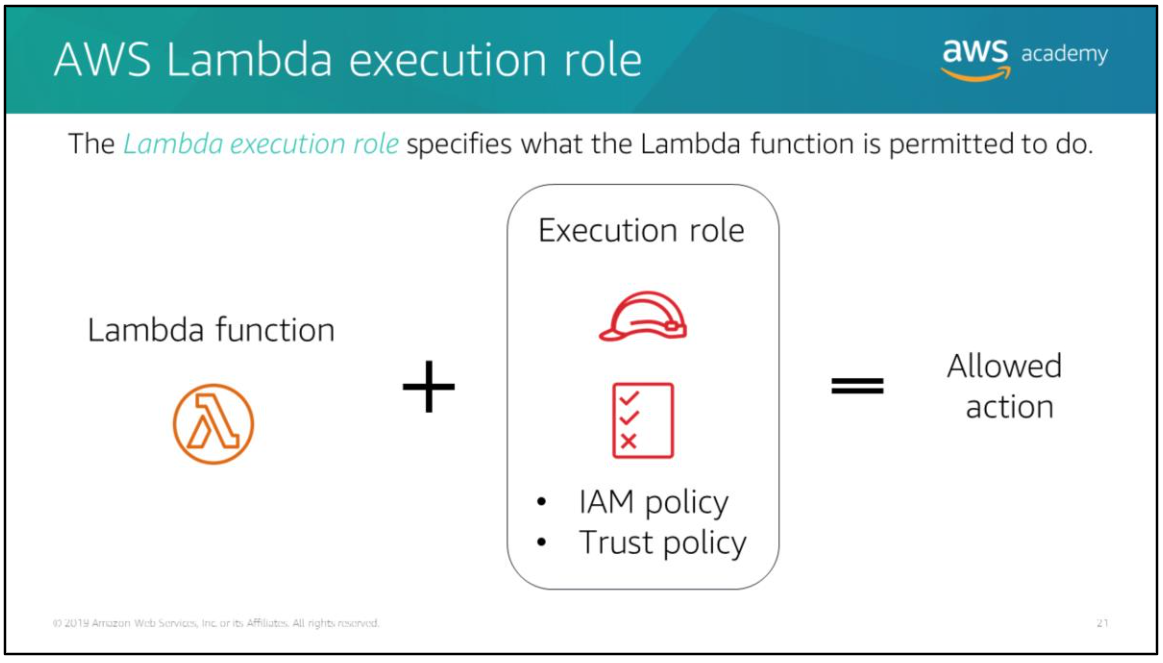 AWS Lambda execution role
aws academy
The Lambda execution role specifies what the Lambda function is permitted to do.
Execution role
Lambda function
+
=
Allowed
action
• IAM policy
• Trust policy
© 2019 Amazon Web Services, Inc. or its Affiliates. All rights reserved.
21